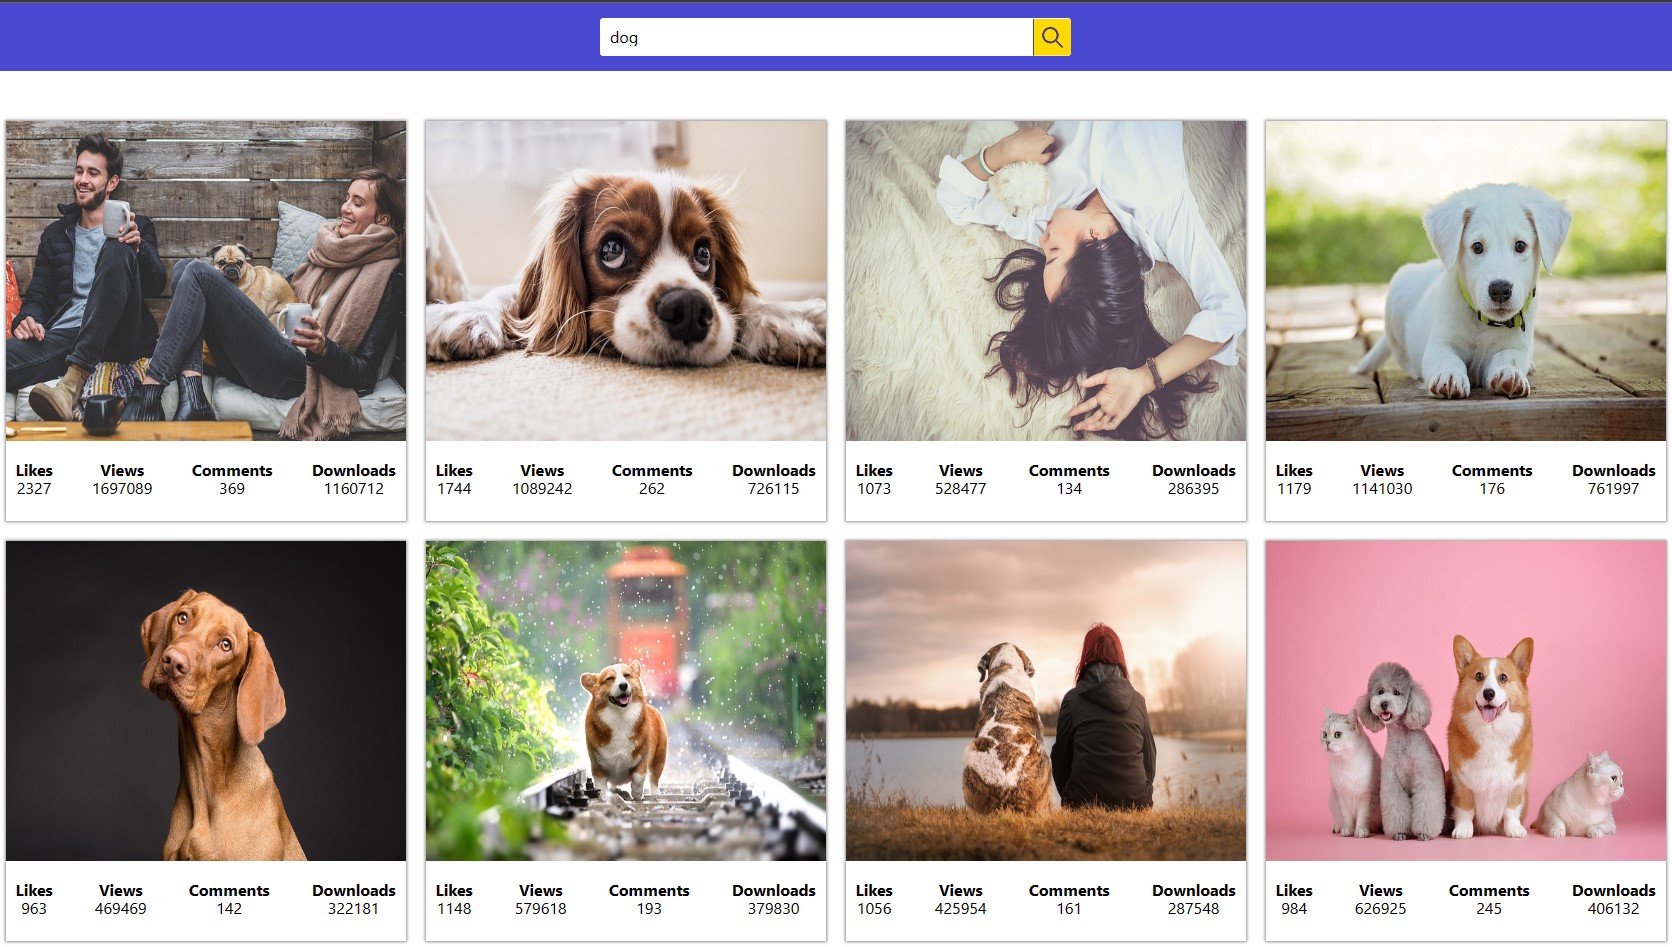 dog
Likes Views Comments Downloads
2327 1697089 369 1160712
Likes Views Comments Downloads
1744 1089242 262 726115
Likes Views Comments Downloads
1073 528477 134 286395
Likes Views Comments Downloads
1179 1141030 176 761997
Likes Views Comments Downloads
963 469469 142 322181
Likes Views Comments Downloads
1148 579618 193 379830
Likes Views Comments Downloads
1056 425954 161 287548
Likes Views Comments Downloads
984 626925 245 406132